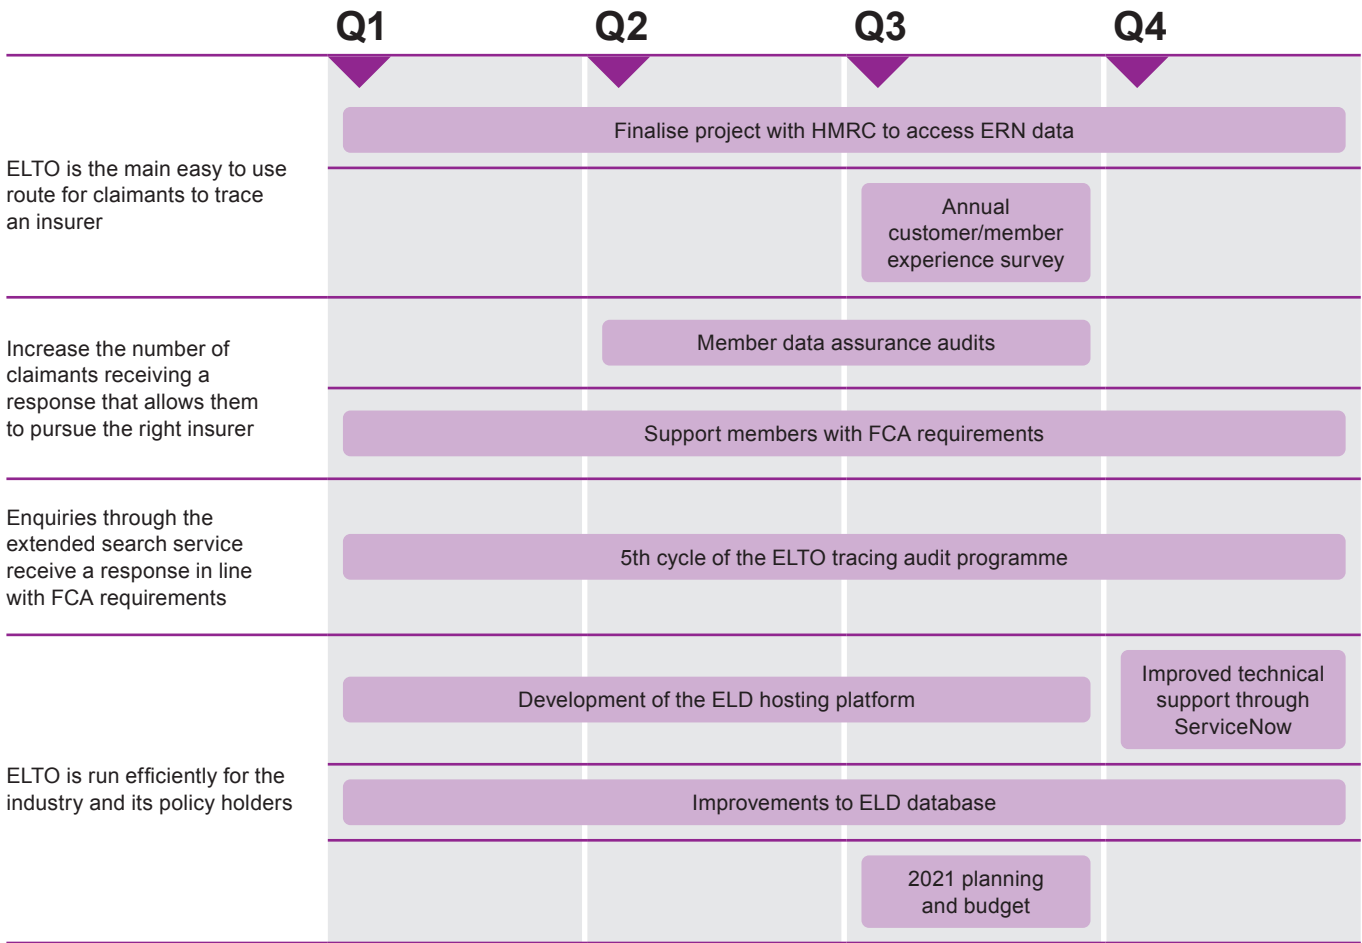 Q1 Q2 Q3 Q4
ELTO is the main easy to use
route for claimants to trace
an insurer
Finalise project with HMRC to access ERN data
Annual
customer/member
experience survey
Increase the number of
claimants receiving a
response that allows them
to pursue the right insurer
Member data assurance audits
Support members with FCA requirements
Enquiries through the
extended search service
receive a response in line
with FCA requirements
5th cycle of the ELTO tracing audit programme
ELTO is run efficiently for the
industry and its policy holders
Development of the ELD hosting platform
Improved technical
support through
ServiceNow
Improvements to ELD database
2021 planning
and budget